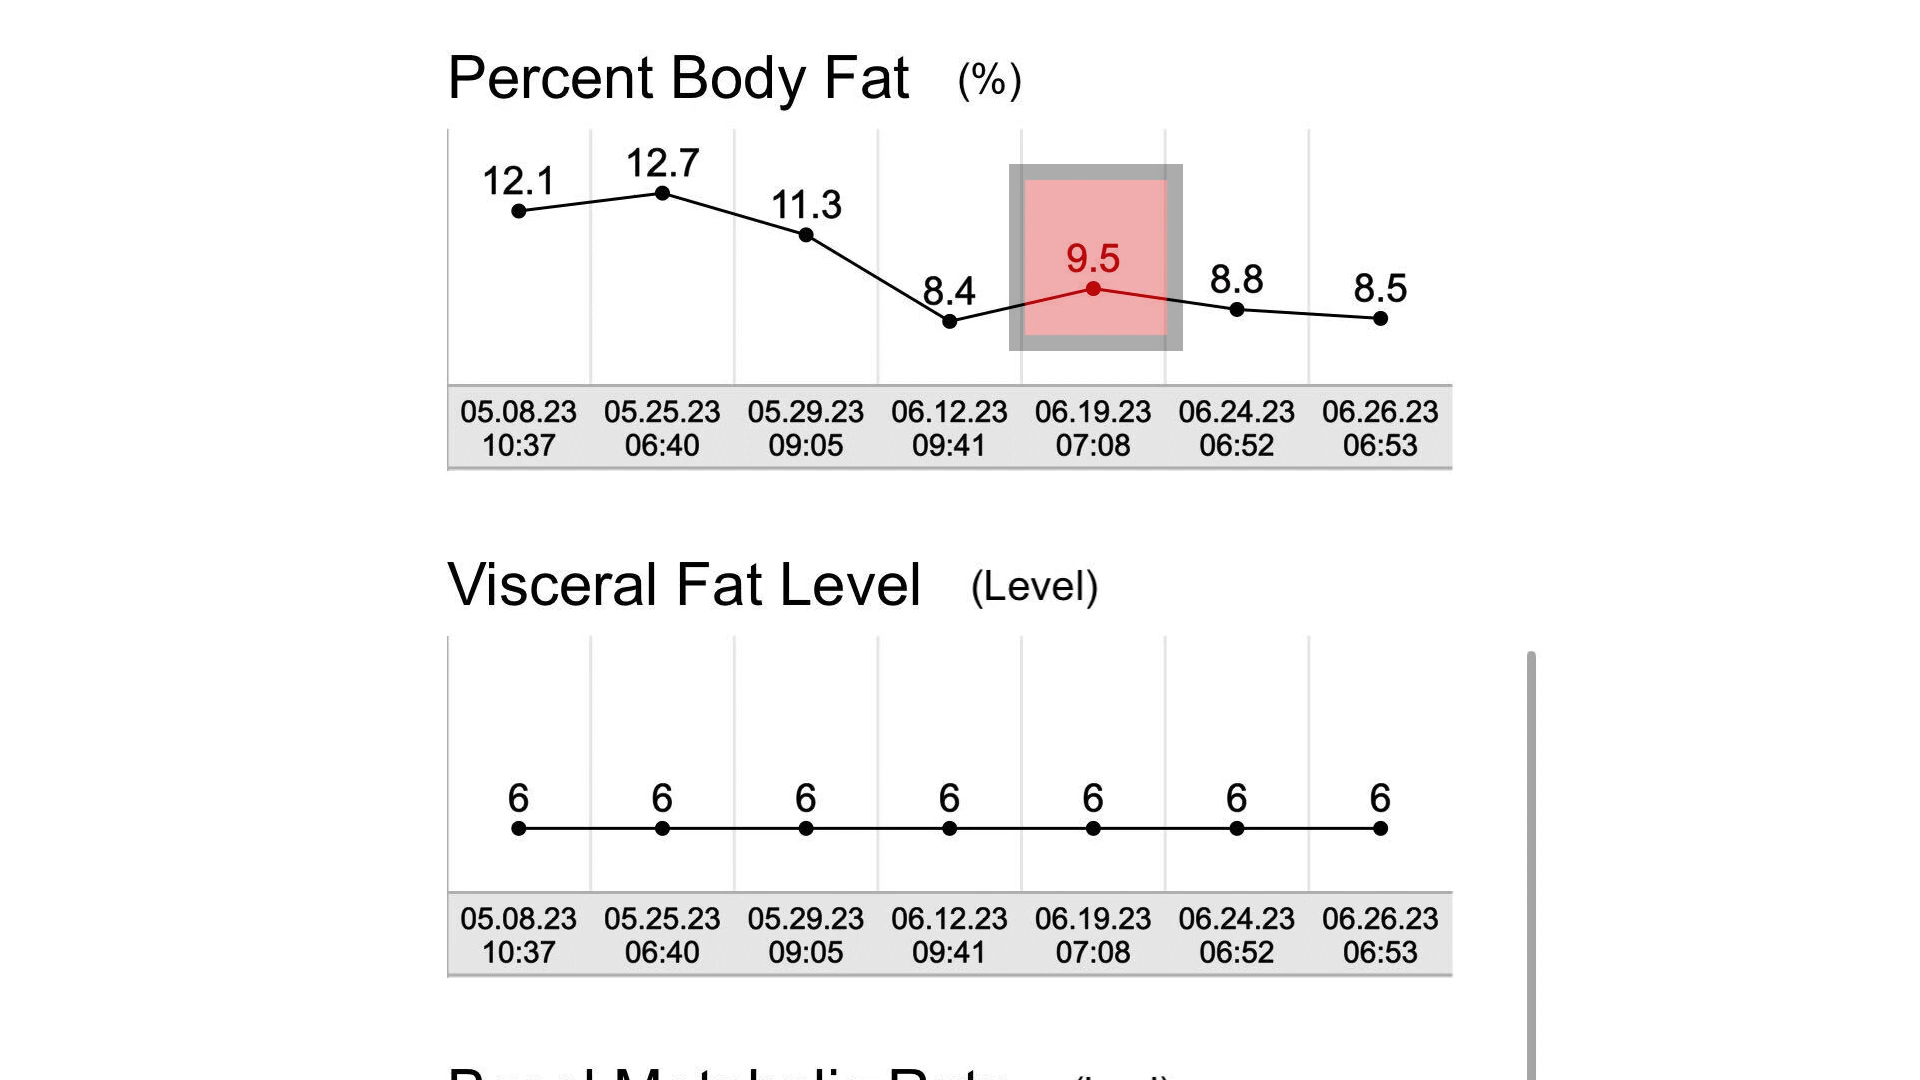 Percent Body Fat (%)
12.1 12.7 11.3 8.4 9.5 8.8 8.5
05.08.23 05.25.23 05.29.23 06.12.23 06.19.23 06.24.23 06.26.23
10:37 06:40 09:05 09:41 07:08 06:52 06:53
Visceral Fat Level (Level)
6 6 6 6 6 6 6
05.08.23 05.25.23 05.29.23 06.12.23 06.19.23 06.24.23 06.26.23
10:37 06:40 09:05 09:41 07:08 06:52 06:53